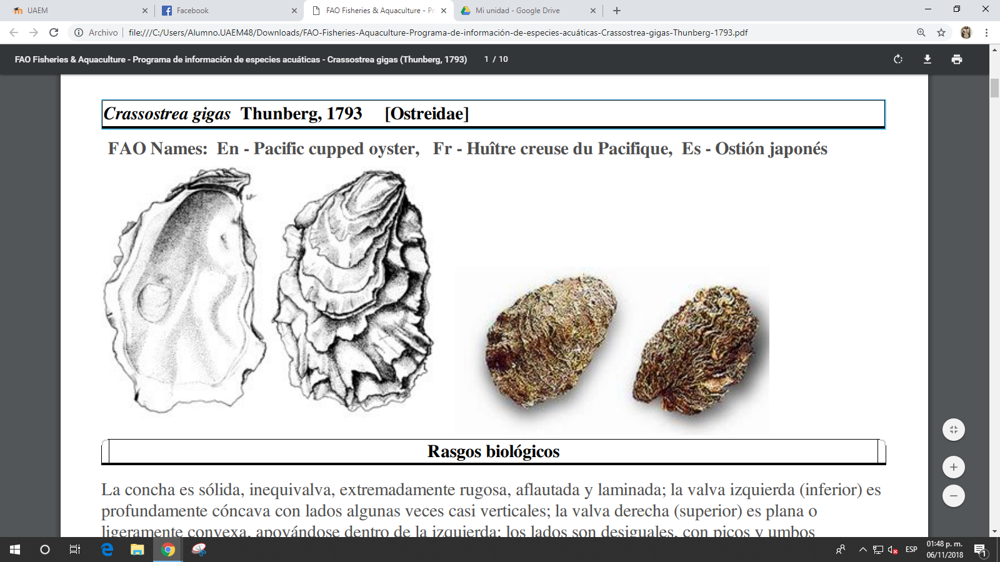 UAEM
Facebook
FAO Fisheries & Aquaculture - Pr
Mi unidad - Google Drive
Archivo
file:///C:/Users/Alumno.UAEM48/Downloads/FAO-Fisheries-Aquaculture-Programa-de-información-de-especies-acuáticas-Crassostrea-gigas-Thunberg-1793.pdf
FAO Fisheries & Aquaculture - Programa de información de especies acuáticas - Crassostrea gigas (Thunberg, 1793)
1 / 10
Crassostrea gigas Thunberg, 1793 [Ostreidae]
FAO Names: En - Pacific cupped oyster, Fr - Huître creuse du Pacifique, Es - Ostión japonés
Rasgos biológicos
La concha es sólida, inequivalva, extremadamente rugosa, aflautada y laminada; la valva izquierda (inferior) es
profundamente cóncava con lados algunas veces casi verticales; la valva derecha (superior) es plana o
ligeramente convexa, apoyándose dentro de la izquierda; los lados son desiguales, con picos y umbos
ESP
01:48 p. m.
06/11/2018
1